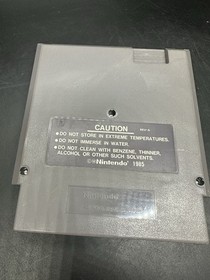 CAUTION
•DO NOT STORE IN EXTREME TEMPERATURES.
•DO NOT IMMERSE IN WATER.
•DO NOT CLEAN WITH BENZENE, THINNER,
ALCOHOL OR OTHER SUCH SOLVENTS.
©®Nintendo® 1985